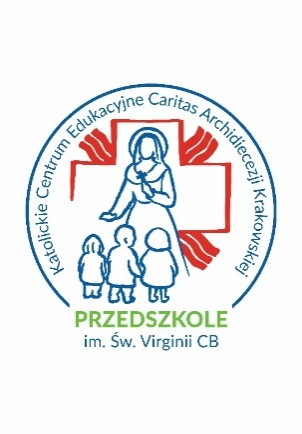 Katolickie Centrum Edukacyjne Caritas Archidiecezji Krakowskiej
PRZEDSZKOLE
im. Św. Virginii CB